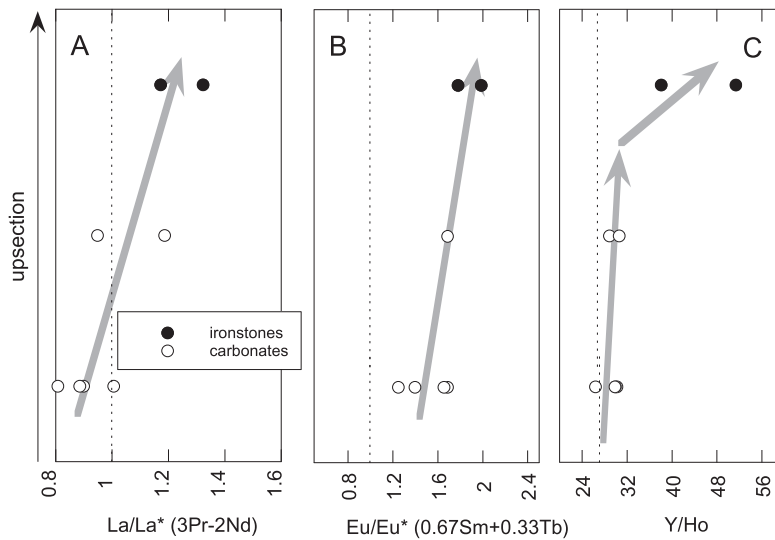 A
B
C
upsection
ironstones
carbonates
0.8
1
1.2
1.4
1.6
0.8
1.2
1.6
2
2.4
24
32
40
48
56
La/La* (3Pr-2Nd)
Eu/Eu* (0.67Sm+0.33Tb)
Y/Ho